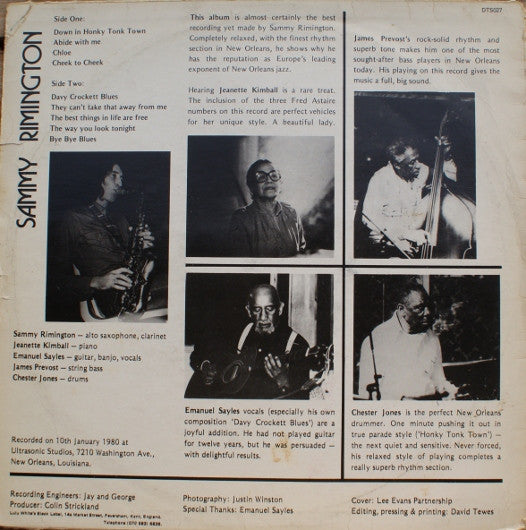 DTS027
SAMMY RIMINGTON
Side One:
Down in Honky Tonk Town
Abide with me
Chloe
Cheek to Cheek
Side Two:
Davy Crockett Blues
They can't take that away from me
The best things in life are free
The way you look tonight
Bye Bye Blues
Sammy Rimington – alto saxophone, clarinet
Jeanette Kimball – piano
Emanuel Sayles – guitar, banjo, vocals
James Prevost – string bass
Chester Jones – drums
Recorded on 10th January 1980 at
Ultrasonic Studios, 7210 Washington Ave.,
New Orleans, Louisiana.
This album is almost certainly the best
recording yet made by Sammy Rimington.
Completely relaxed, with the finest rhythm
section in New Orleans, he shows why he
has the reputation as Europe's leading
exponent of New Orleans jazz.
Hearing Jeanette Kimball is a rare treat.
The inclusion of the three Fred Astaire
numbers on this record are perfect vehicles
for her unique style. A beautiful lady.
James Prevost's rock-solid rhythm and
superb tone makes him one of the most
sought-after bass players in New Orleans
today. His playing on this record gives the
music a full, big sound.
Emanuel Sayles vocals (especially his own
composition 'Davy Crockett Blues') are a
joyful addition. He had not played guitar
for twelve years, but he was persuaded –
with delightful results.
Chester Jones is the perfect New Orleans
drummer. One minute pushing it out in
true parade style ('Honky Tonk Town') –
the next quiet and sensitive. Never forced,
his relaxed style of playing completes a
really superb rhythm section.
Recording Engineers: Jay and George
Producer: Colin Strickland
Lulu White's Black Label, 14a Market Street, Faversham, Kent, England.
Telephone (079 582)
Photography: Justin Winston
Special Thanks: Emanuel Sayles
Cover: Lee Evans Partnership
Editing, pressing & printing: David Tewes